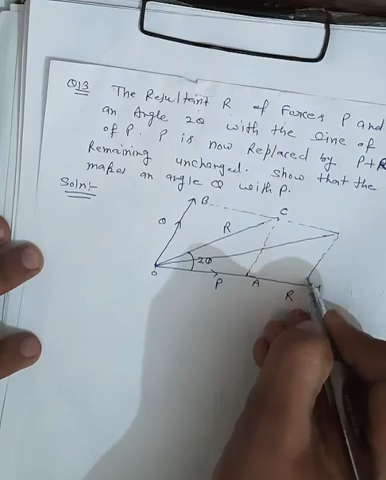 Q13 The Resultant R of Forces P and
an Angle 2θ with the line of
of P. P is now Replaced by P+R
Remaining unchanged. Show that the
makes an angle θ with P.
Soln:-
B C
Q R
2θ
O P A R